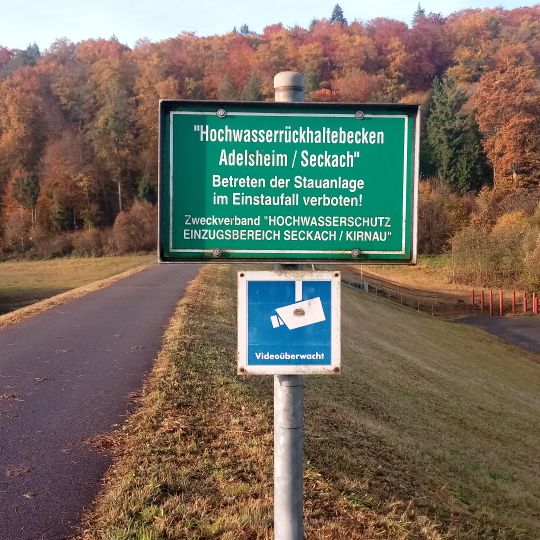 "Hochwasserrückhaltebecken
Adelsheim / Seckach"
Betreten der Stauanlage
im Einstaufall verboten!
Zweckverband "HOCHWASSERSCHUTZ
EINZUGSBEREICH SECKACH / KIRNAU"
Videoüberwacht